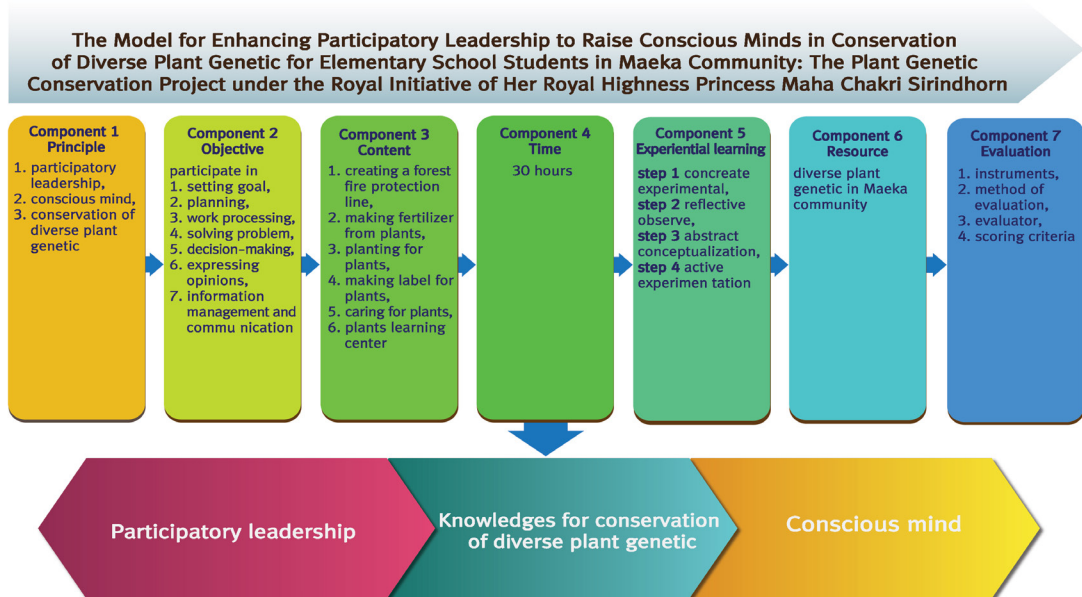 The Model for Enhancing Participatory Leadership to Raise Conscious Minds in Conservation
of Diverse Plant Genetic for Elementary School Students in Maeka Community: The Plant Genetic
Conservation Project under the Royal Initiative of Her Royal Highness Princess Maha Chakri Sirindhorn
Component 1
Principle
1. participatory
leadership,
2. conscious mind,
3. conservation of
diverse plant
genetic
Component 2
Objective
participate in
1. setting goal,
2. planning,
3. work processing,
4. solving problem,
5. decision-making,
6. expressing
opinions,
7. information
management and
commu nication
Component 3
Content
1. creating a forest
fire protection
line,
2. making fertilizer
from plants,
3. planting for
plants,
4. making label for
plants,
5. caring for plants,
6. plants learning
center
Component 4
Time
30 hours
Component 5
Experiential learning
step 1 concreate
experimental,
step 2 reflective
observe,
step 3 abstract
conceptualization,
step 4 active
experimen tation
Component 6
Resource
diverse plant
genetic in Maeka
community
Component 7
Evaluation
1. instruments,
2. method of
evaluation,
3. evaluator,
4. scoring criteria
Participatory leadership
Knowledges for conservation
of diverse plant genetic
Conscious mind